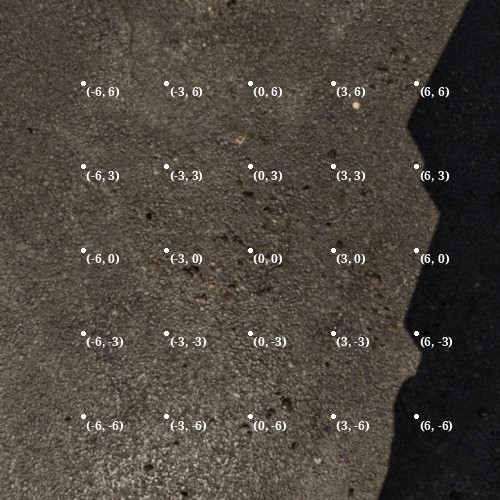 (-6, 6) (-3, 6) (0, 6) (3, 6) (6, 6)
(-6, 3) (-3, 3) (0, 3) (3, 3) (6, 3)
(-6, 0) (-3, 0) (0, 0) (3, 0) (6, 0)
(-6, -3) (-3, -3) (0, -3) (3, -3) (6, -3)
(-6, -6) (-3, -6) (0, -6) (3, -6) (6, -6)